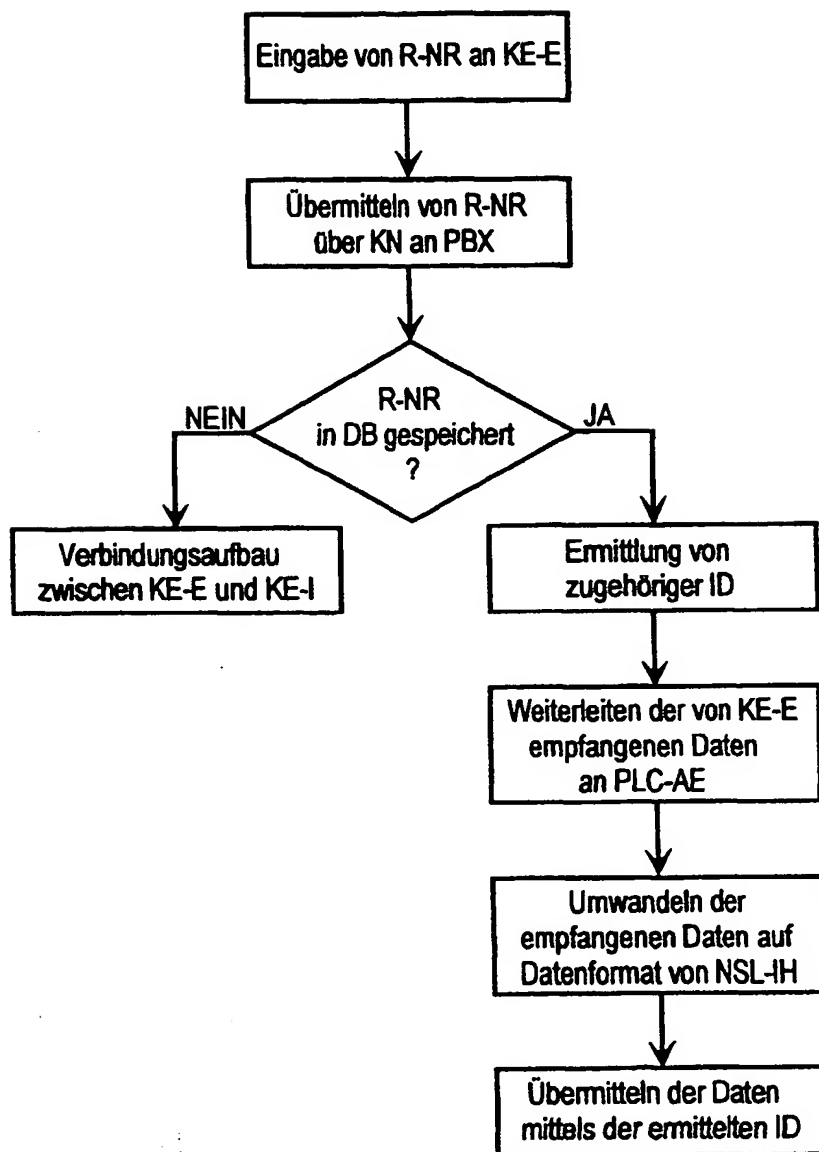 Eingabe von R-NR an KE-E
Übermitteln von R-NR
über KN an PBX
R-NR
in DB gespeichert
?
NEIN
JA
Verbindungsaufbau
zwischen KE-E und KE-I
Ermittlung von
zugehöriger ID
Weiterleiten der von KE-E
empfangenen Daten
an PLC-AE
Umwandeln der
empfangenen Daten auf
Datenformat von NSL-IH
Übermitteln der Daten
mittels der ermittelten ID